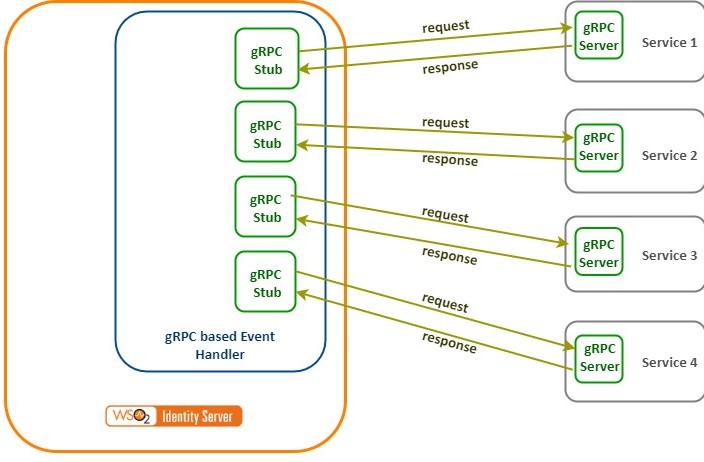 gRPC
Stub
request
response
gRPC
Server
Service 1
gRPC
Stub
request
response
gRPC
Server
Service 2
gRPC
Stub
request
response
gRPC
Server
Service 3
gRPC
Stub
request
response
gRPC
Server
Service 4
gRPC based Event
Handler
WSO2 Identity Server